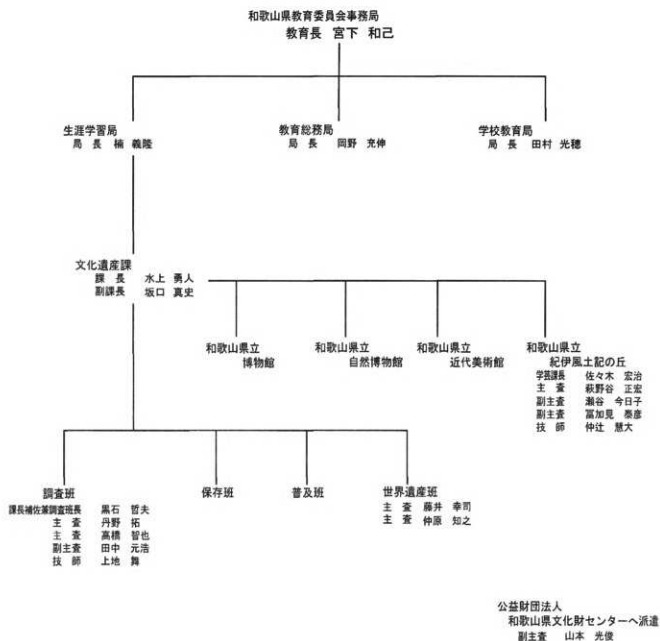 和歌山県教育委員会事務局
教育長 宮下 和己
生涯学習局
局 長 楠 義隆
教育総務局
局 長 岡野 充伸
学校教育局
局 長 田村 光穂
文化遺産課
課 長 水上 勇人
副課長 坂口 真史
和歌山県立
博物館
和歌山県立
自然博物館
和歌山県立
近代美術館
和歌山県立
紀伊風土記の丘
学芸課長 佐々木 宏治
主 査 萩野谷 正宏
副主査 瀬谷 今日子
副主査 冨加見 泰彦
技 師 仲辻 慧大
調査班
課長補佐兼調査班長 黒石 哲夫
主 査 丹野 拓
主 査 高橋 智也
副主査 田中 元浩
技 師 上地 舞
保存班
普及班
世界遺産班
主 査 藤井 幸司
主 査 仲原 知之
公益財団法人
和歌山県文化財センターへ派遣
副主査 山本 光俊